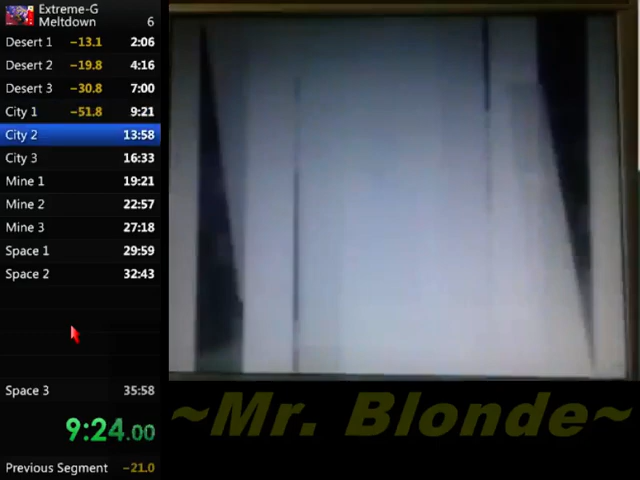 Extreme-G
Meltdown 6
Desert 1 −13.1 2:06
Desert 2 −19.8 4:16
Desert 3 −30.8 7:00
City 1 −51.8 9:21
City 2 13:58
City 3 16:33
Mine 1 19:21
Mine 2 22:57
Mine 3 27:18
Space 1 29:59
Space 2 32:43
Space 3 35:58
9:24.00
Previous Segment −21.0
~Mr. Blonde~